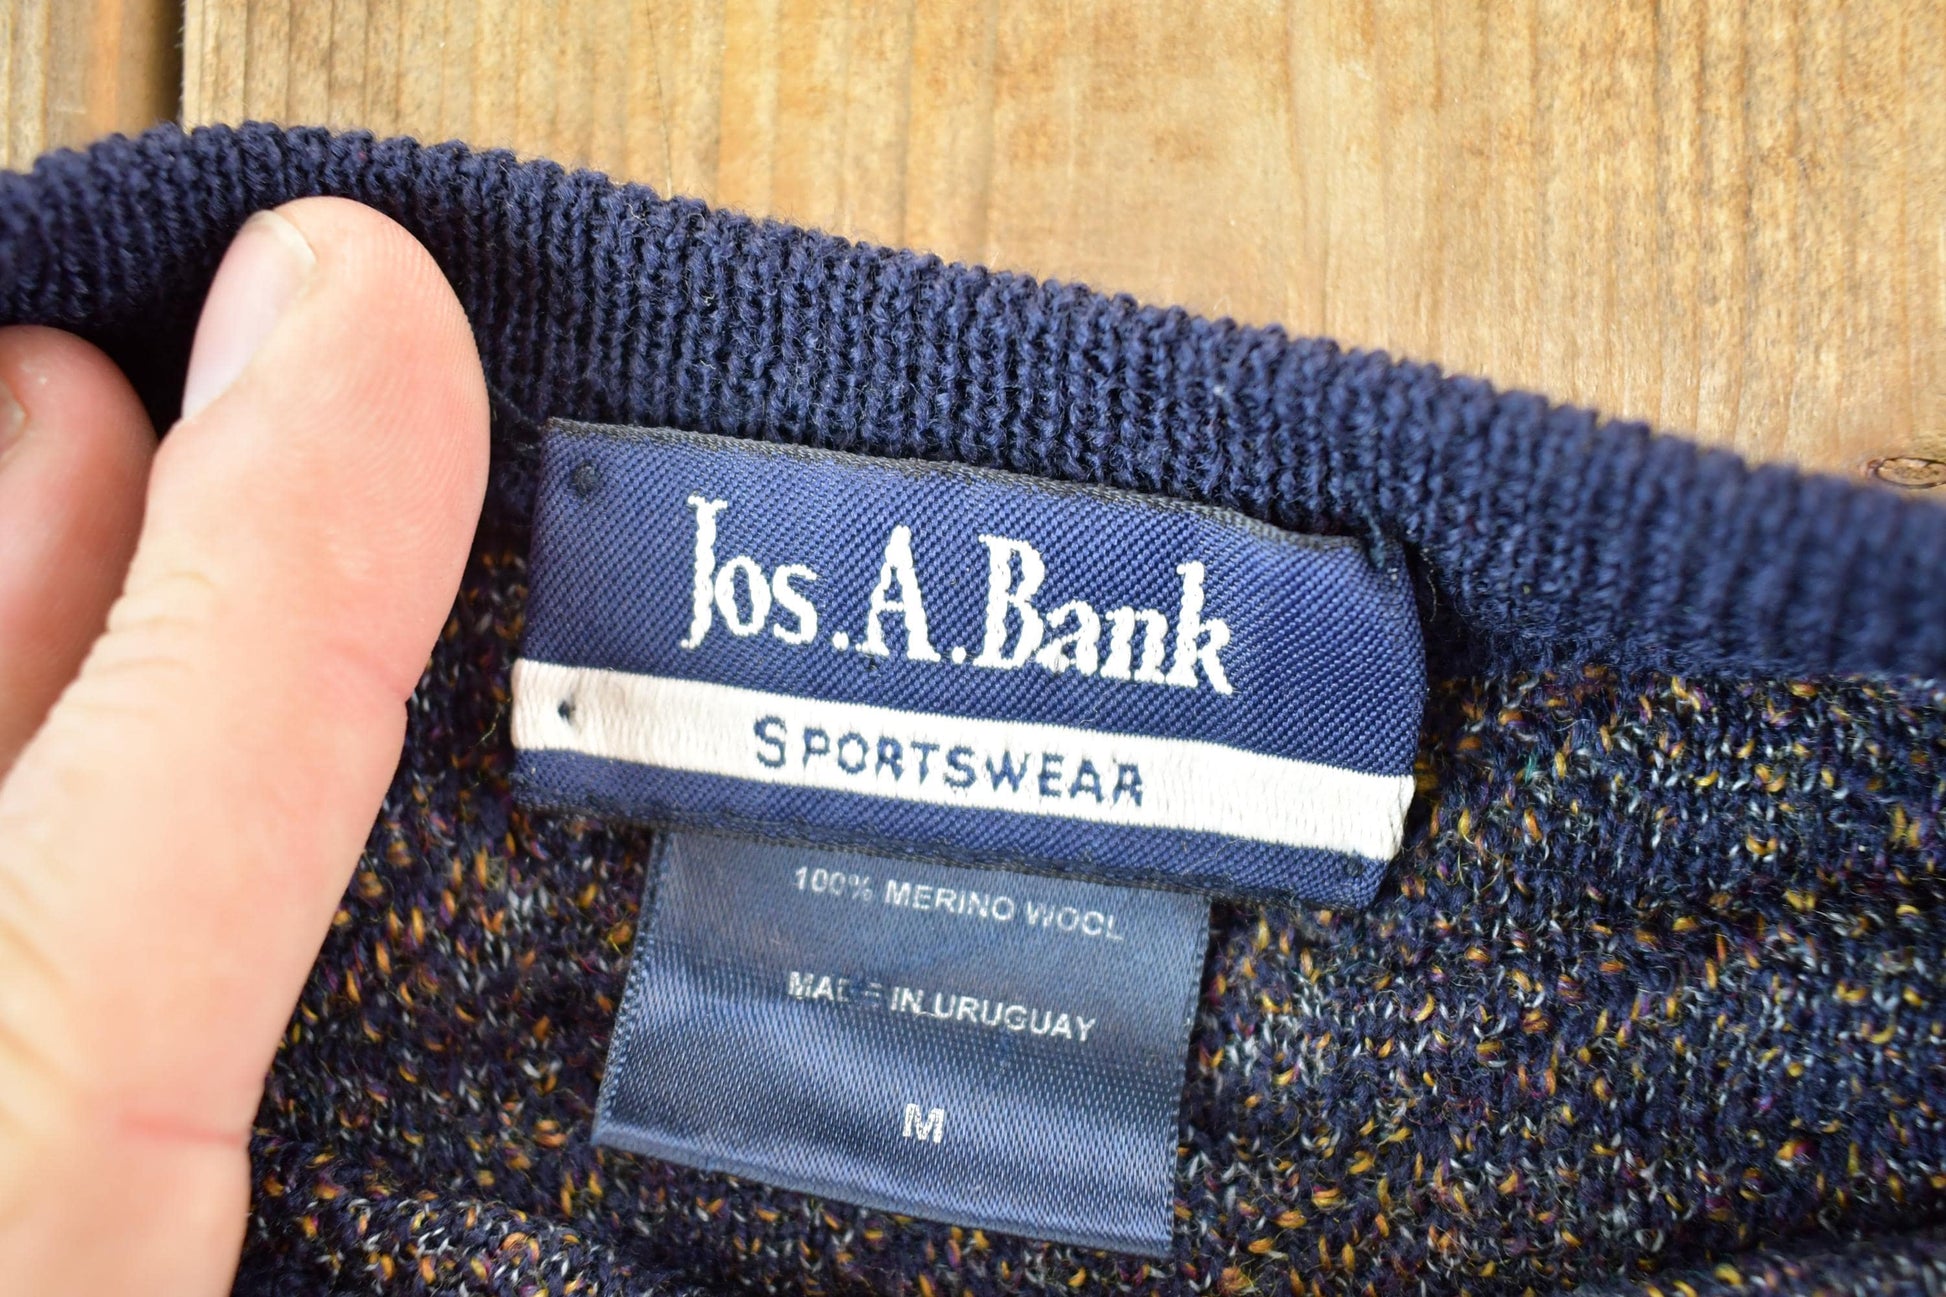 Jos.A.Bank
SPORTSWEAR
100% MERINO WOOL
MADE IN URUGUAY
M